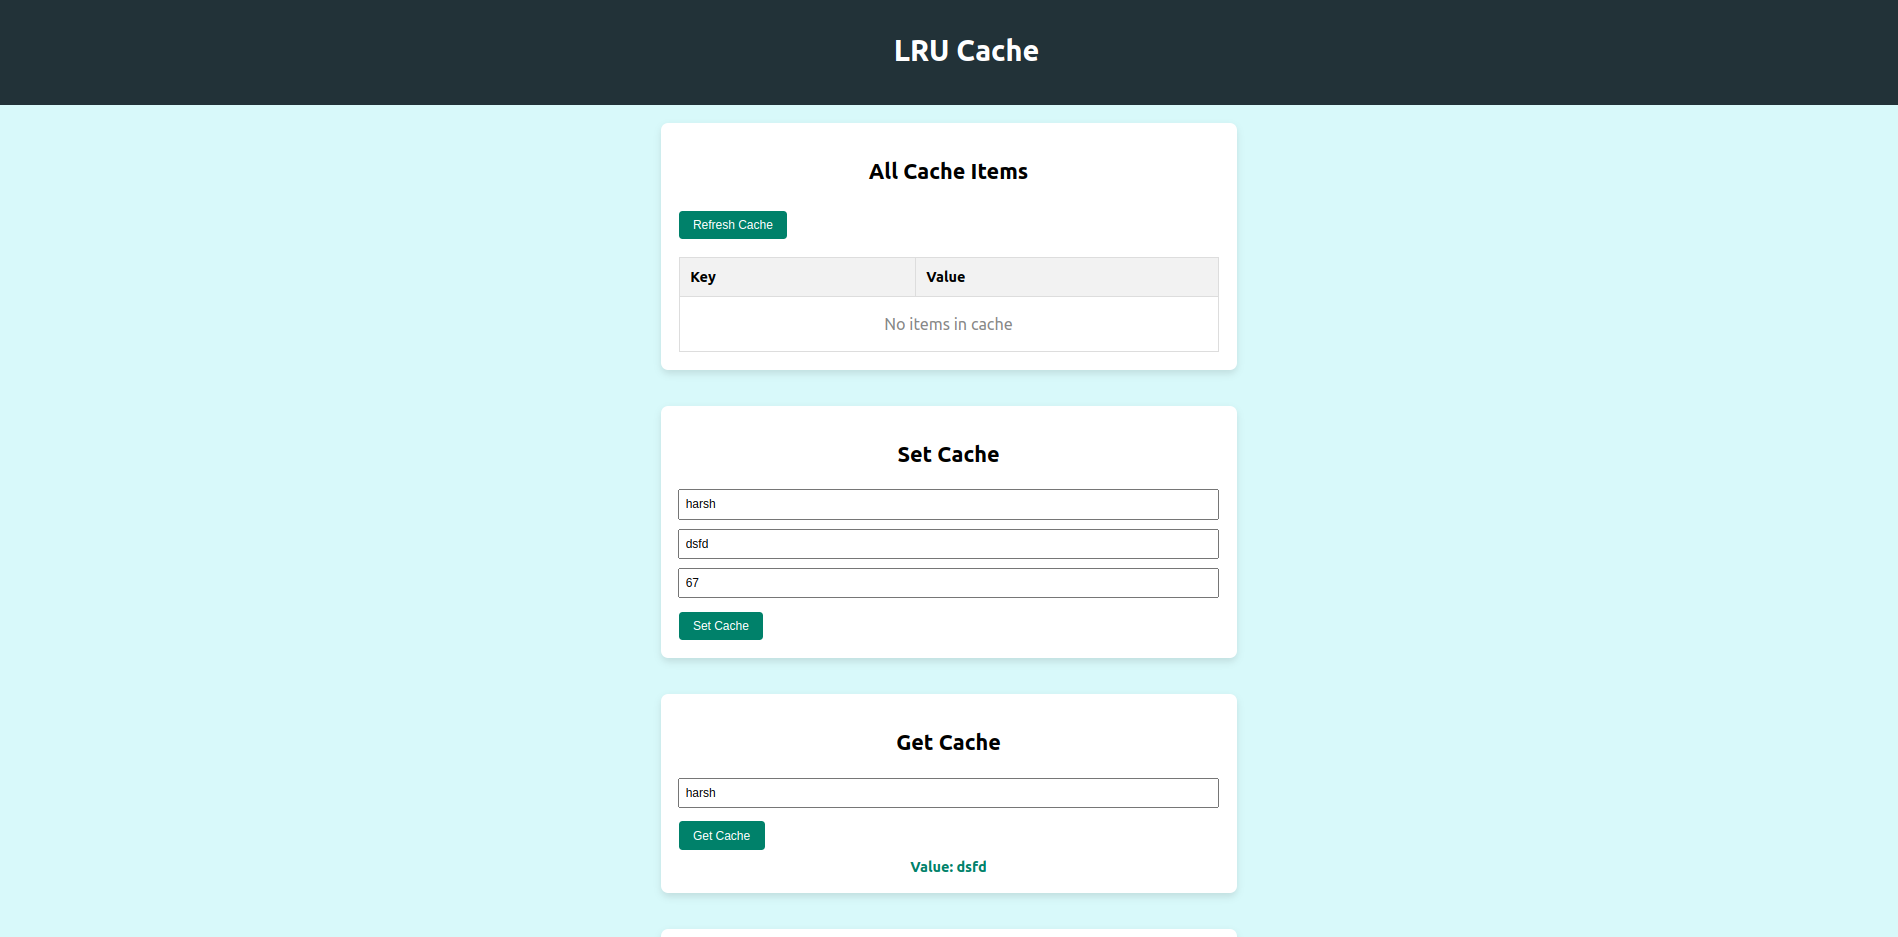 LRU Cache
All Cache Items
Refresh Cache
Key Value
No items in cache
Set Cache
harsh
dsfd
67
Set Cache
Get Cache
harsh
Get Cache
Value: dsfd